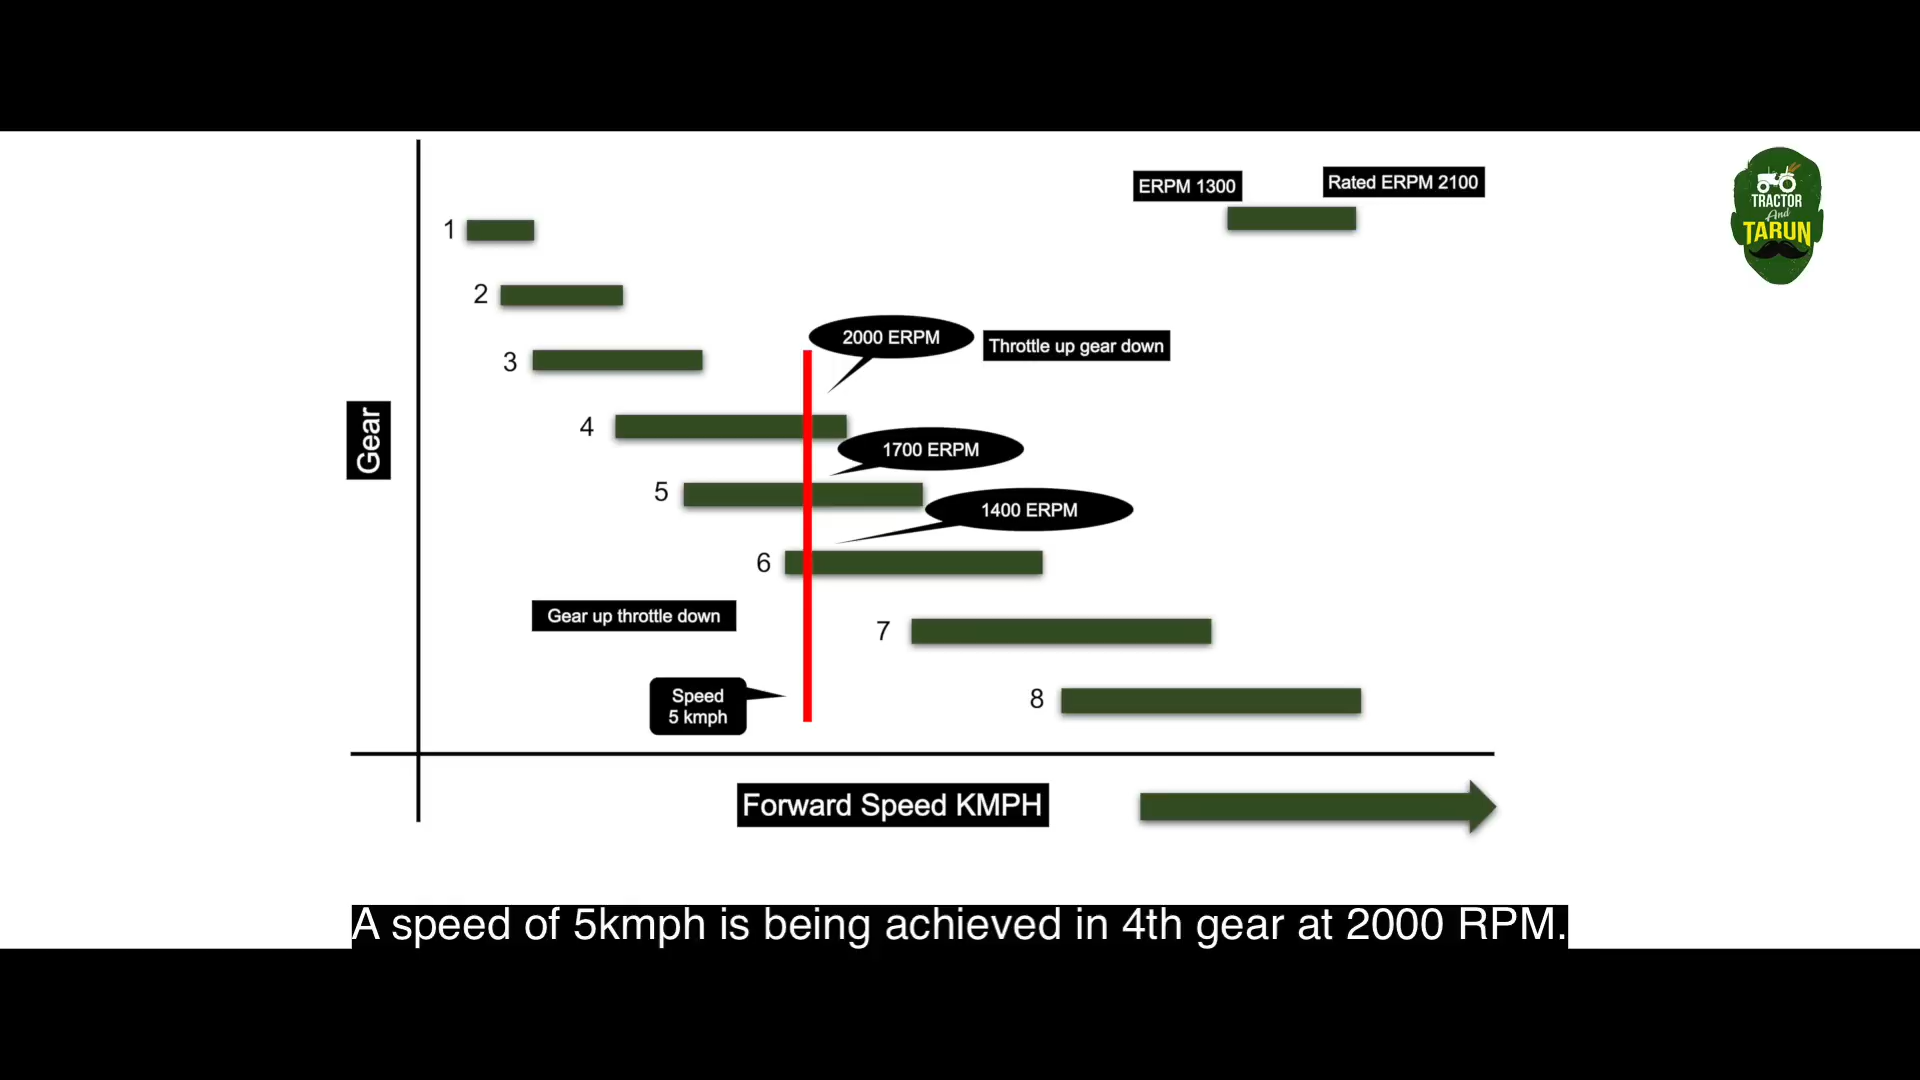 ERPM 1300
Rated ERPM 2100
TRACTOR
And
TARUN
1
2
3
2000 ERPM
Throttle up gear down
4
Gear
1700 ERPM
5
1400 ERPM
6
Gear up throttle down
7
Speed
5 kmph
8
Forward Speed KMPH
A speed of 5kmph is being achieved in 4th gear at 2000 RPM.